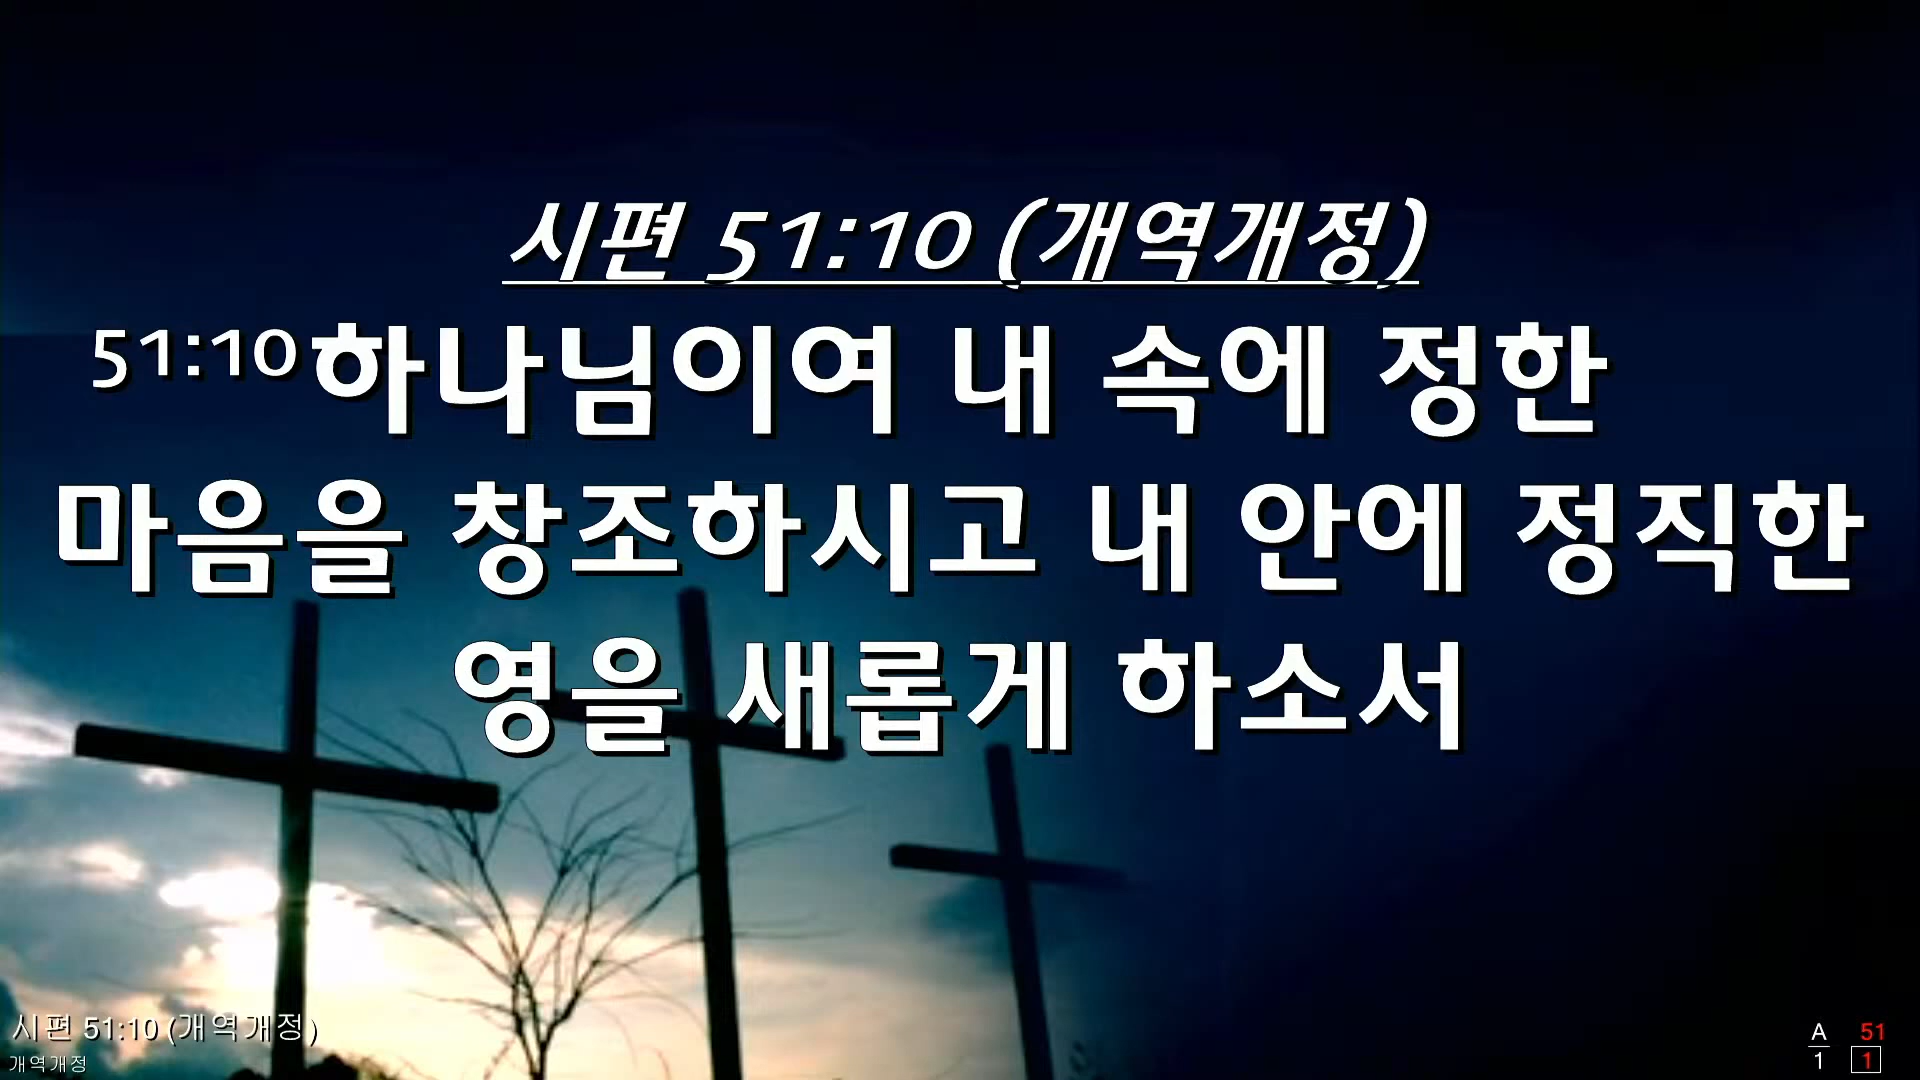 시편 51:10 (개역개정)
51:10하나님이여 내 속에 정한
마음을 창조하시고 내 안에 정직한
영을 새롭게 하소서
시편 51:10 (개역개정)
개역개정
A 51
1 1